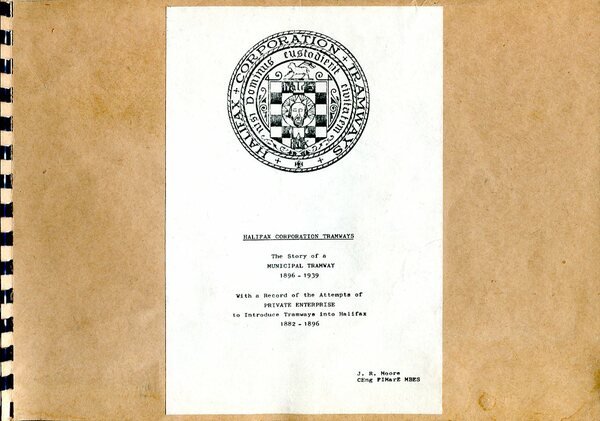 + HALIFAX + CORPORATION + TRAMWAYS +
nisi Dominus custodient civitatem
HALIFAX CORPORATION TRAMWAYS
The Story of a
MUNICIPAL TRAMWAY
1896 - 1939
With a Record of the Attempts of
PRIVATE ENTERPRISE
to Introduce Tramways into Halifax
1882 - 1896
J. R. Moore
CEng FIMarE MBES